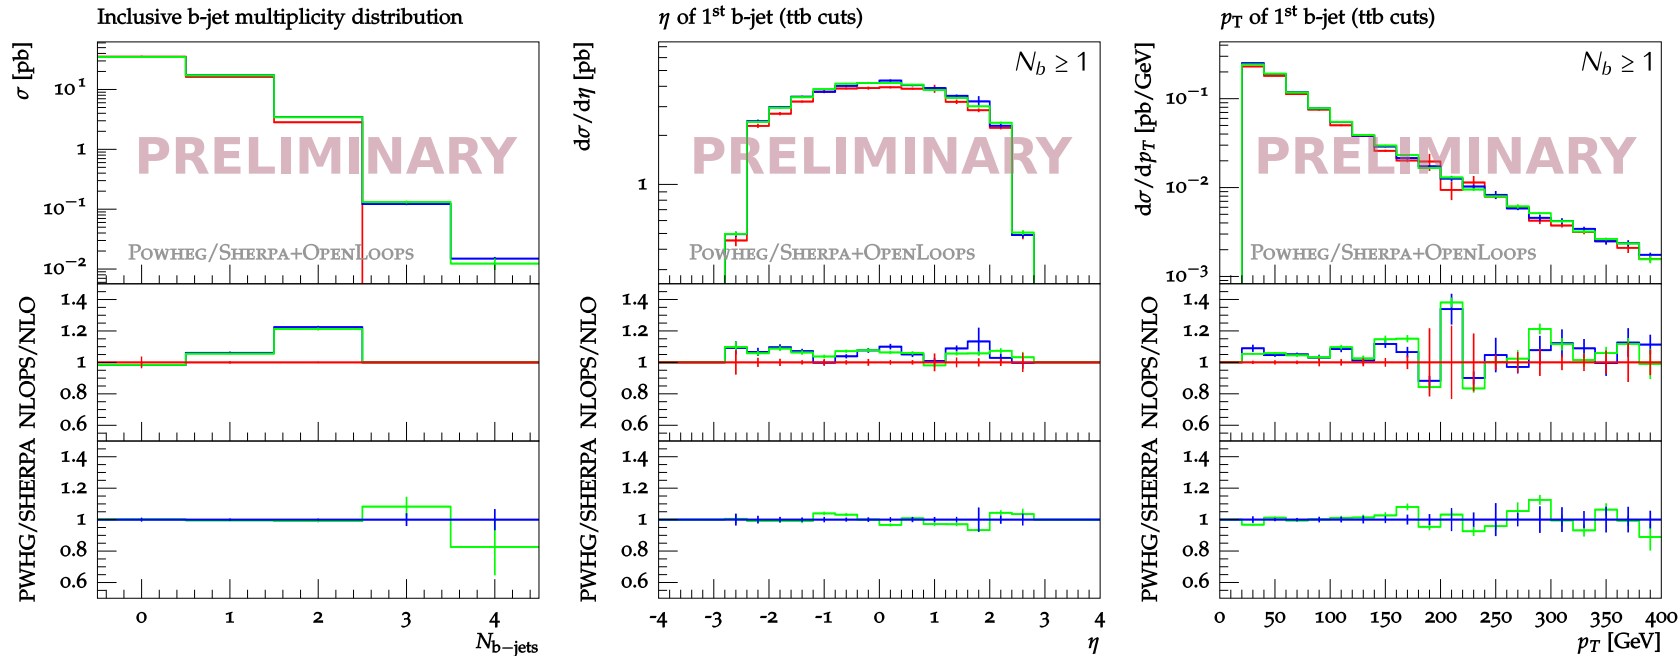 Inclusive b-jet multiplicity distribution
σ [pb]
10¹
1
10⁻¹
10⁻²
PRELIMINARY
POWHEG/SHERPA+OPENLOOPS
NLOPS/NLO
1.4
1.2
1
0.8
0.6
PWHG/SHERPA
1.4
1.2
1
0.8
0.6
0 1 2 3 4
N_b−jets
η of 1st b-jet (ttb cuts)
dσ/dη [pb]
N_b ≥ 1
1
PRELIMINARY
POWHEG/SHERPA+OPENLOOPS
NLOPS/NLO
1.4
1.2
1
0.8
0.6
PWHG/SHERPA
1.4
1.2
1
0.8
0.6
-4 -3 -2 -1 0 1 2 3 4
η
p_T of 1st b-jet (ttb cuts)
dσ/dp_T [pb/GeV]
N_b ≥ 1
10⁻¹
10⁻²
10⁻³
PRELIMINARY
POWHEG/SHERPA+OPENLOOPS
NLOPS/NLO
1.4
1.2
1
0.8
0.6
PWHG/SHERPA
1.4
1.2
1
0.8
0.6
0 50 100 150 200 250 300 350 400
p_T [GeV]